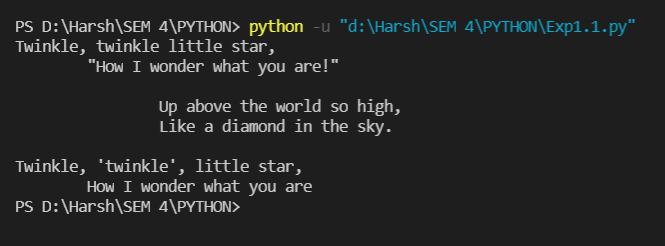 PS D:\Harsh\SEM 4\PYTHON> python -u "d:\Harsh\SEM 4\PYTHON\Exp1.1.py"
Twinkle, twinkle little star,
        "How I wonder what you are!"

                Up above the world so high,
                Like a diamond in the sky.

Twinkle, 'twinkle', little star,
        How I wonder what you are
PS D:\Harsh\SEM 4\PYTHON>